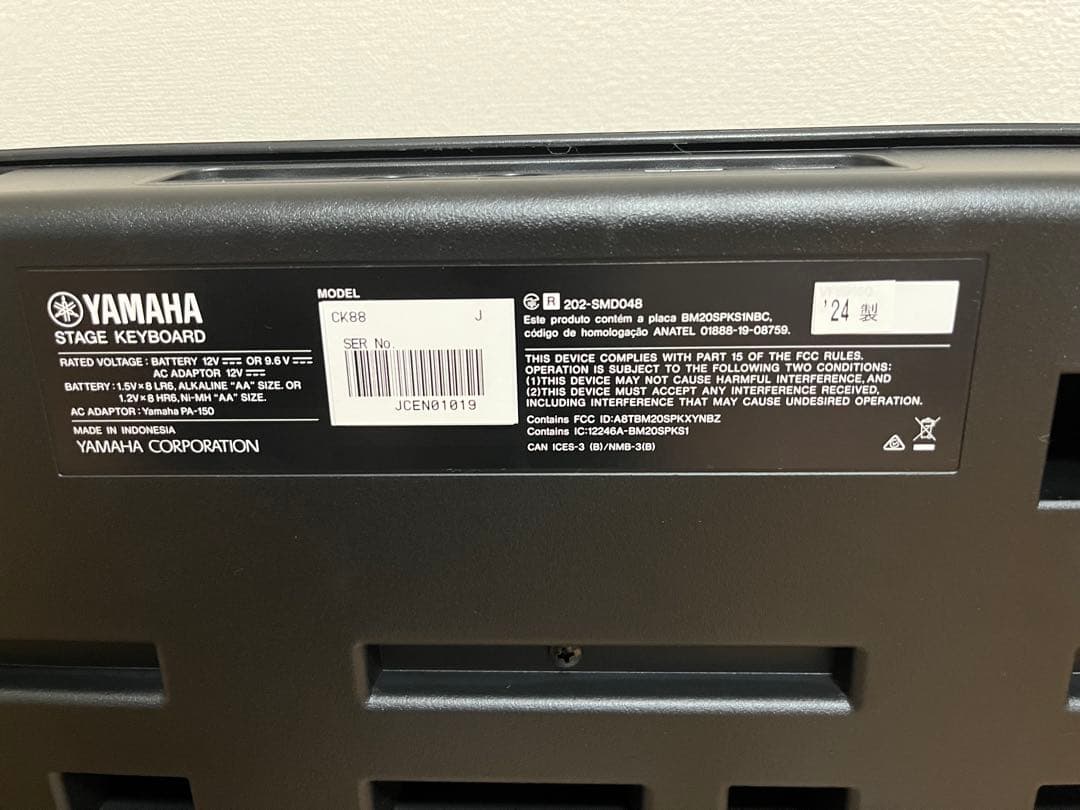 YAMAHA
STAGE KEYBOARD
RATED VOLTAGE : BATTERY 12V ⎓ OR 9.6 V ⎓
AC ADAPTOR 12V ⎓
BATTERY : 1.5V × 8 LR6, ALKALINE "AA" SIZE. OR
1.2V × 8 HR6, Ni-MH "AA" SIZE.
AC ADAPTOR : Yamaha PA-150
MADE IN INDONESIA
YAMAHA CORPORATION
MODEL
CK88 J
SER No.
JCEN01019
R 202-SMD048
Este produto contém a placa BM20SPKS1NBC,
código de homologação ANATEL 01888-19-08759.
'24 製
THIS DEVICE COMPLIES WITH PART 15 OF THE FCC RULES.
OPERATION IS SUBJECT TO THE FOLLOWING TWO CONDITIONS:
(1)THIS DEVICE MAY NOT CAUSE HARMFUL INTERFERENCE, AND
(2)THIS DEVICE MUST ACCEPT ANY INTERFERENCE RECEIVED,
INCLUDING INTERFERENCE THAT MAY CAUSE UNDESIRED OPERATION.
Contains FCC ID:A8TBM20SPKXYNBZ
Contains IC:12246A-BM20SPKS1
CAN ICES-3 (B)/NMB-3(B)